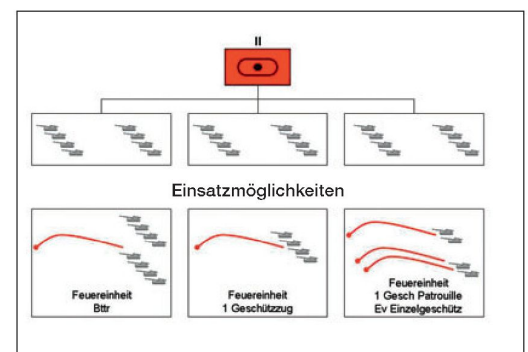 II
Einsatzmöglichkeiten
Feuereinheit
Bttr
Feuereinheit
1 Geschützzug
Feuereinheit
1 Gesch Patrouille
Ev Einzelgeschütz